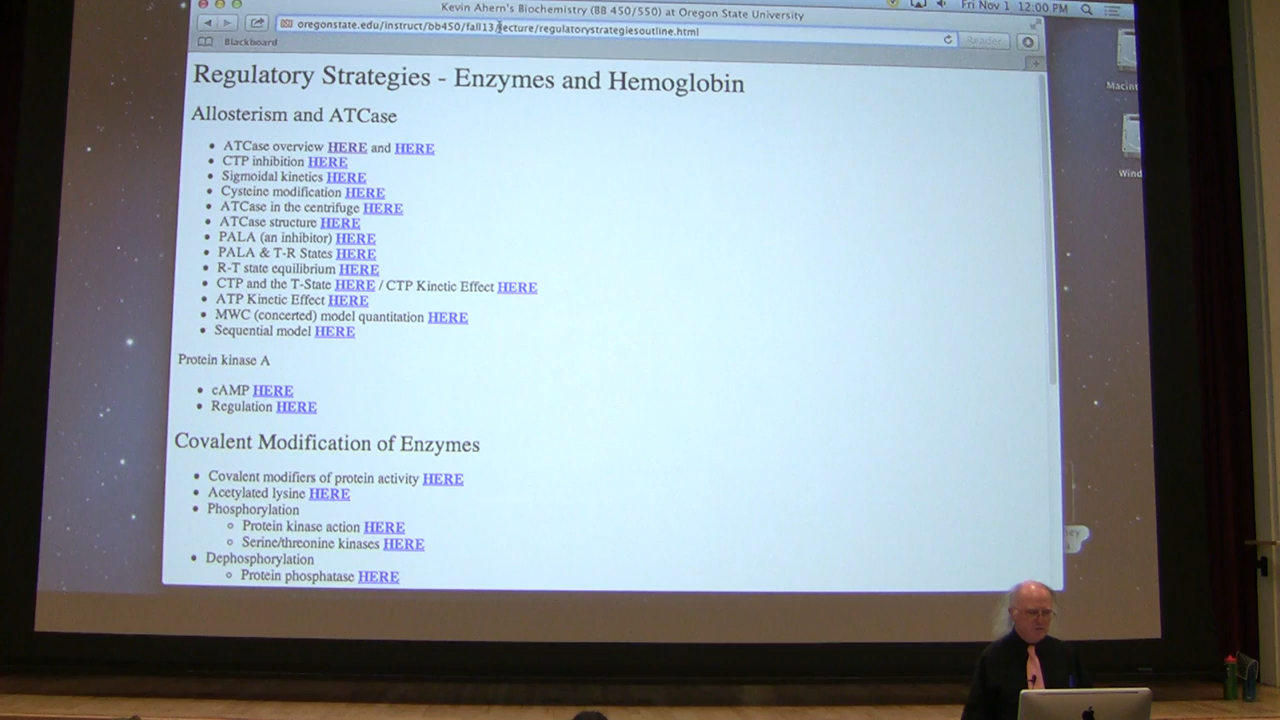 Kevin Ahern's Biochemistry (BB 450/550) at Oregon State University
Fri Nov 1 12:00 PM
OSU oregonstate.edu/instruct/bb450/fall13/lecture/regulatorystrategiesoutline.html
Reader
Blackboard
Regulatory Strategies - Enzymes and Hemoglobin
Allosterism and ATCase
ATCase overview HERE and HERE
CTP inhibition HERE
Sigmoidal kinetics HERE
Cysteine modification HERE
ATCase in the centrifuge HERE
ATCase structure HERE
PALA (an inhibitor) HERE
PALA & T-R States HERE
R-T state equilibrium HERE
CTP and the T-State HERE / CTP Kinetic Effect HERE
ATP Kinetic Effect HERE
MWC (concerted) model quantitation HERE
Sequential model HERE
Protein kinase A
cAMP HERE
Regulation HERE
Covalent Modification of Enzymes
Covalent modifiers of protein activity HERE
Acetylated lysine HERE
Phosphorylation
Protein kinase action HERE
Serine/threonine kinases HERE
Dephosphorylation
Protein phosphatase HERE
Macint
Wind